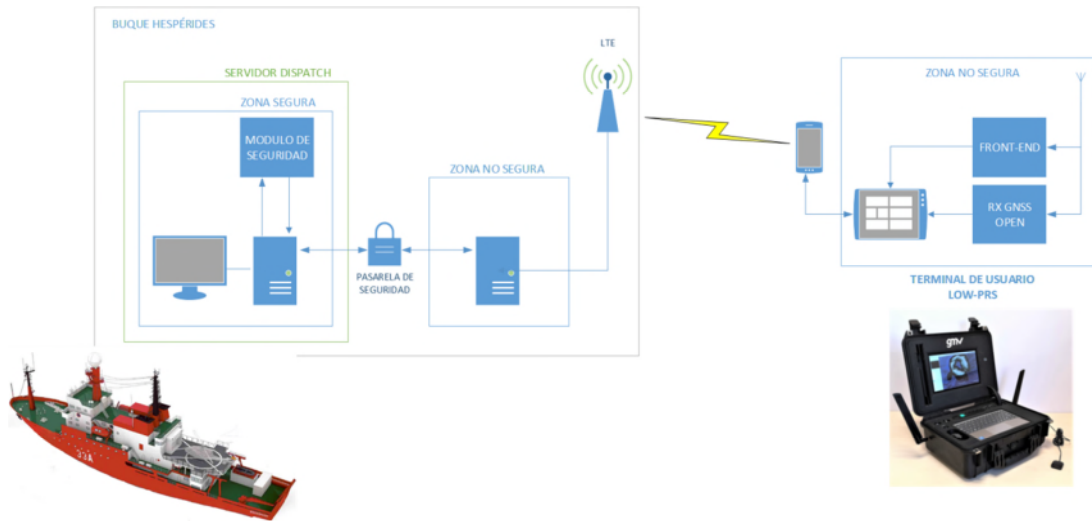 BUQUE HESPÉRIDES
LTE
SERVIDOR DISPATCH
ZONA SEGURA
MODULO DE
SEGURIDAD
ZONA NO SEGURA
PASARELA DE
SEGURIDAD
ZONA NO SEGURA
FRONT-END
RX GNSS
OPEN
TERMINAL DE USUARIO
LOW-PRS
gmv
33A